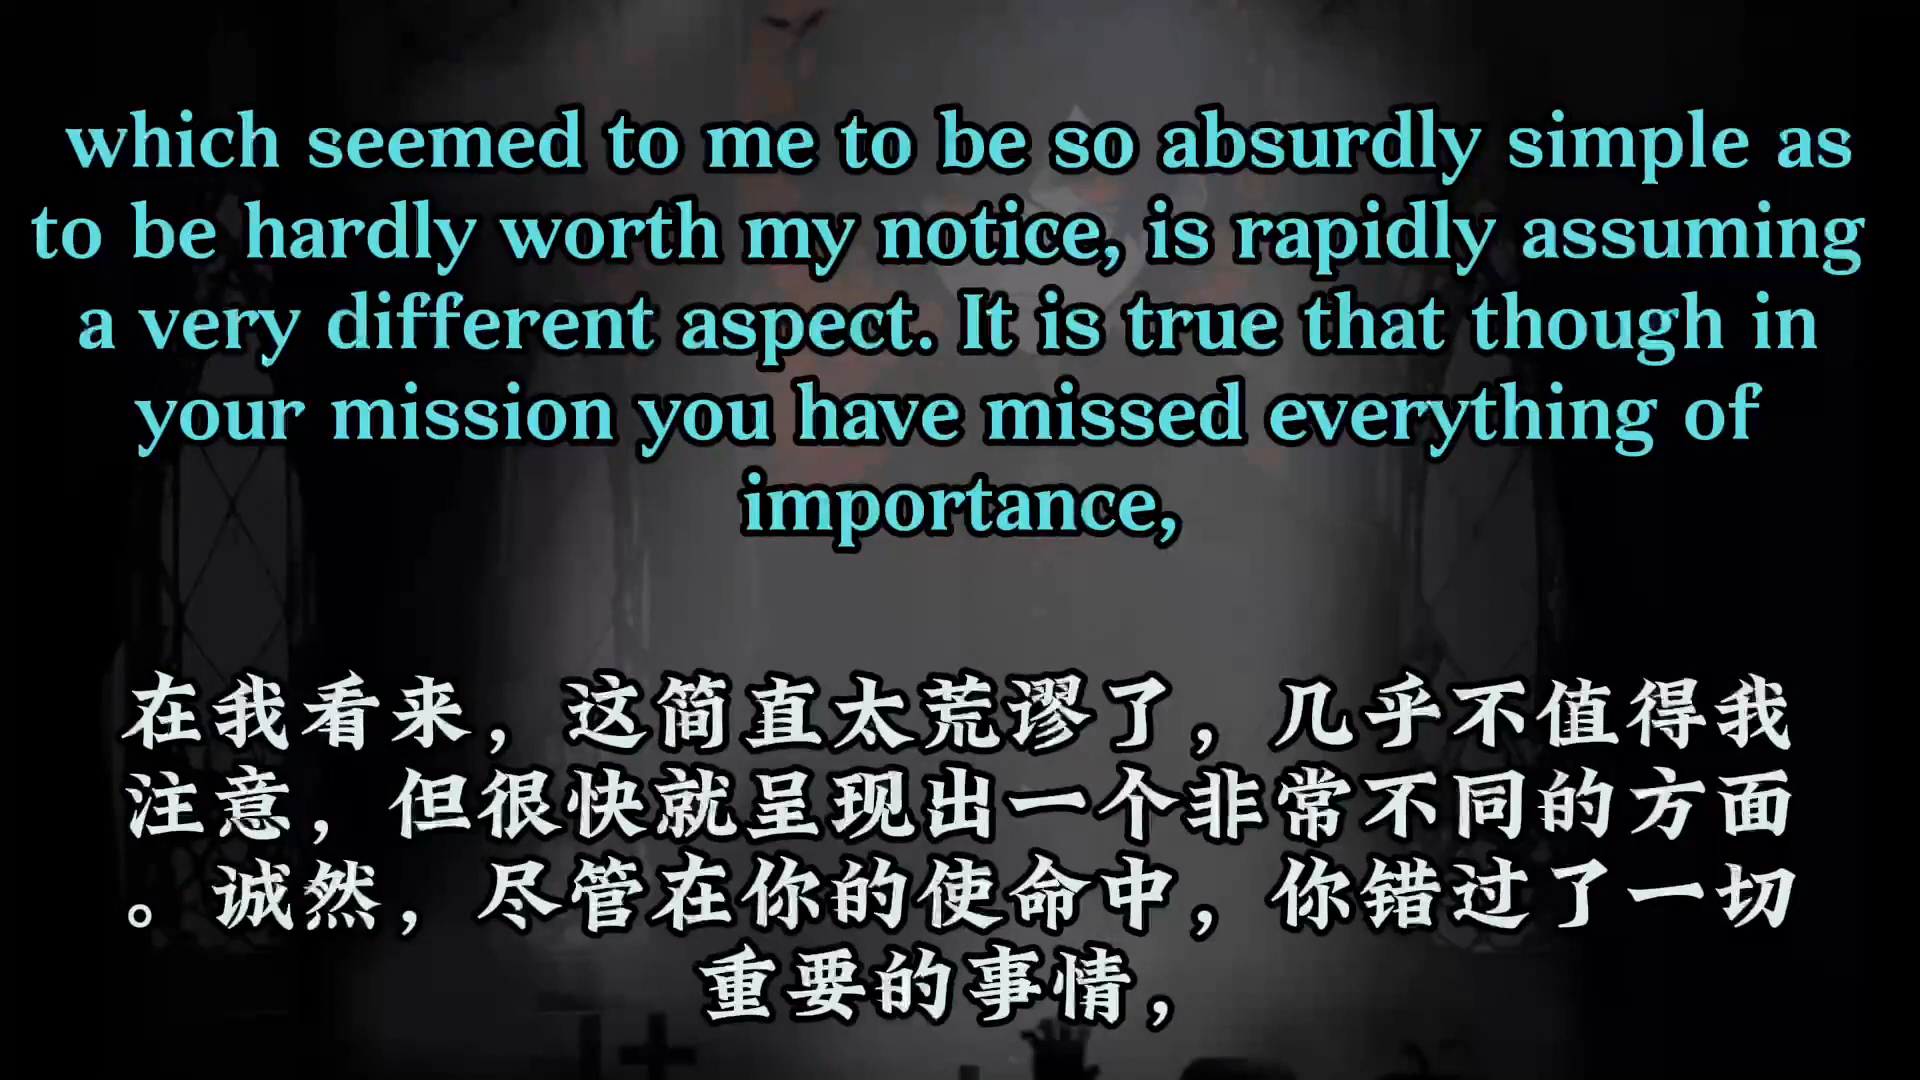 which seemed to me to be so absurdly simple as
to be hardly worth my notice, is rapidly assuming
a very different aspect. It is true that though in
your mission you have missed everything of
importance,
在我看来，这简直太荒谬了，几乎不值得我
注意，但很快就呈现出一个非常不同的方面
。诚然，尽管在你的使命中，你错过了一切
重要的事情，